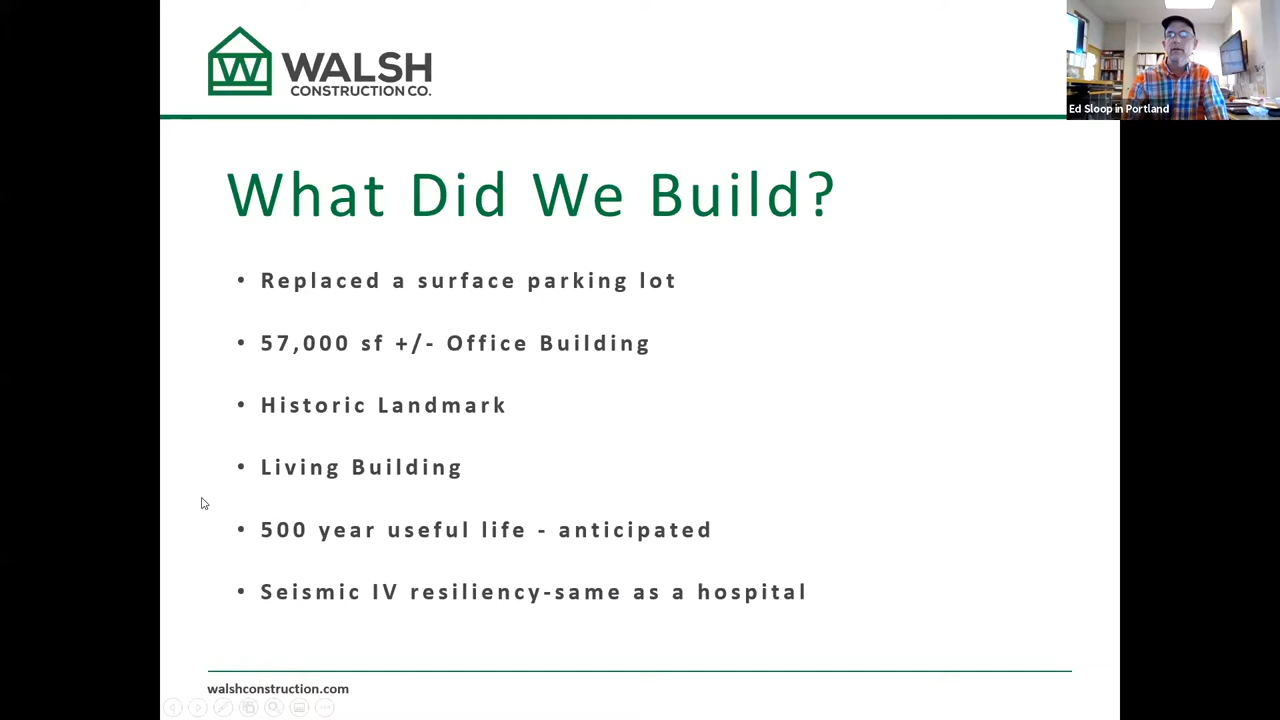 WALSH
CONSTRUCTION CO.
Ed Sloop in Portland
What Did We Build?
• Replaced a surface parking lot
• 57,000 sf +/- Office Building
• Historic Landmark
• Living Building
• 500 year useful life - anticipated
• Seismic IV resiliency-same as a hospital
walshconstruction.com